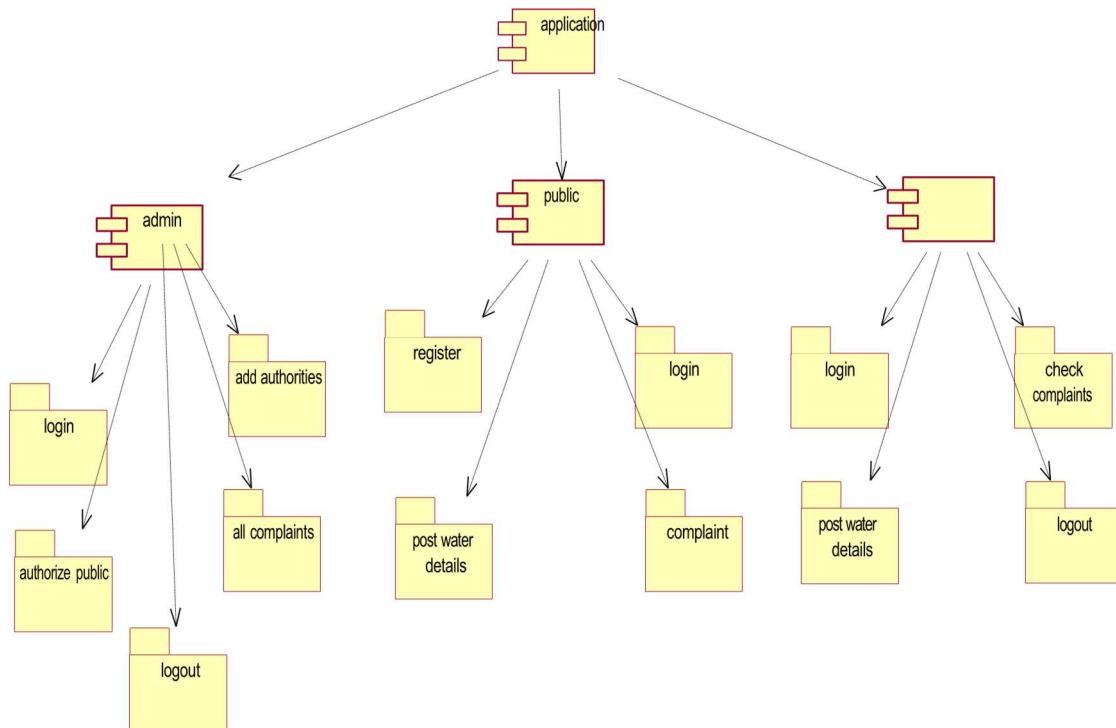 application
admin
public
add authorities
register
login
login
check
complaints
login
all complaints
post water
details
complaint
post water
details
logout
authorize public
logout